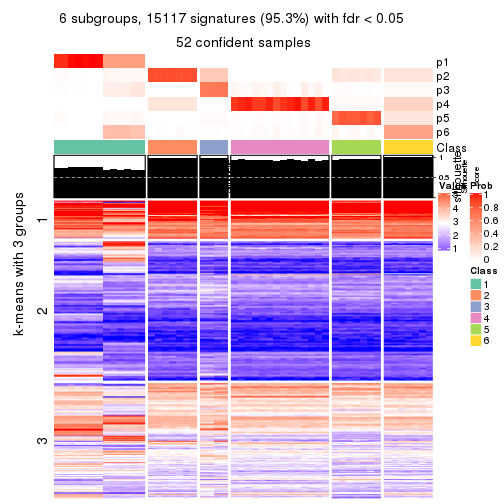 6 subgroups, 15117 signatures (95.3%) with fdr < 0.05
52 confident samples
p1
p2
p3
p4
p5
p6
Class
1
0.5
silhouette
score
Value
4
3
2
1
Prob
1
0.8
0.6
0.4
0.2
0
Class
1
2
3
4
5
6
k-means with 3 groups
1
2
3